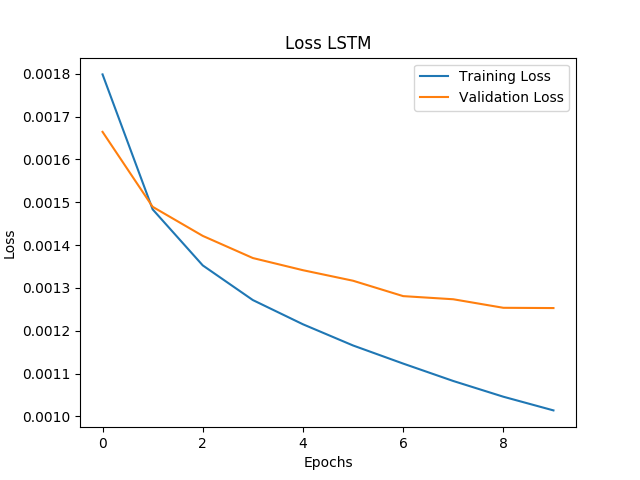 Loss LSTM
Training Loss
Validation Loss
0.0018
0.0017
0.0016
0.0015
0.0014
0.0013
0.0012
0.0011
0.0010
Loss
0 2 4 6 8
Epochs